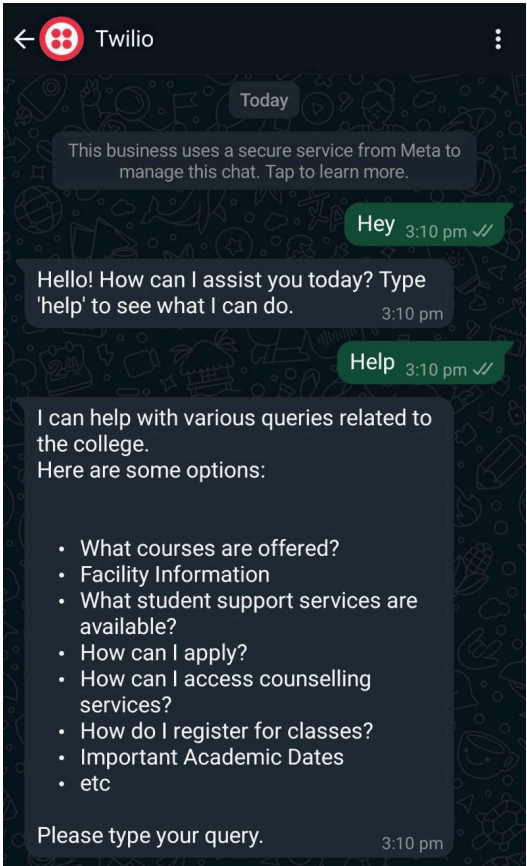 Twilio
Today
This business uses a secure service from Meta to
manage this chat. Tap to learn more.
Hey 3:10 pm
Hello! How can I assist you today? Type
'help' to see what I can do.
3:10 pm
Help 3:10 pm
I can help with various queries related to
the college.
Here are some options:
• What courses are offered?
• Facility Information
• What student support services are
available?
• How can I apply?
• How can I access counselling
services?
• How do I register for classes?
• Important Academic Dates
• etc
Please type your query.
3:10 pm